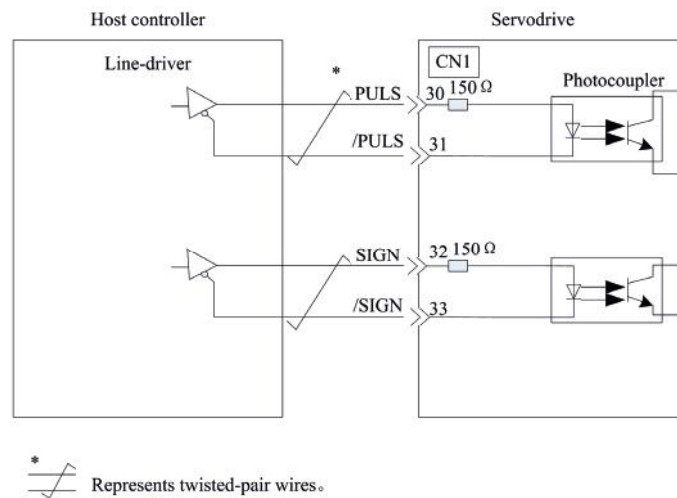 Host controller
Servodrive
Line-driver
CN1
Photocoupler
*
PULS
30
150 Ω
/PULS
31
SIGN
32
150 Ω
/SIGN
33
*
Represents twisted-pair wires。